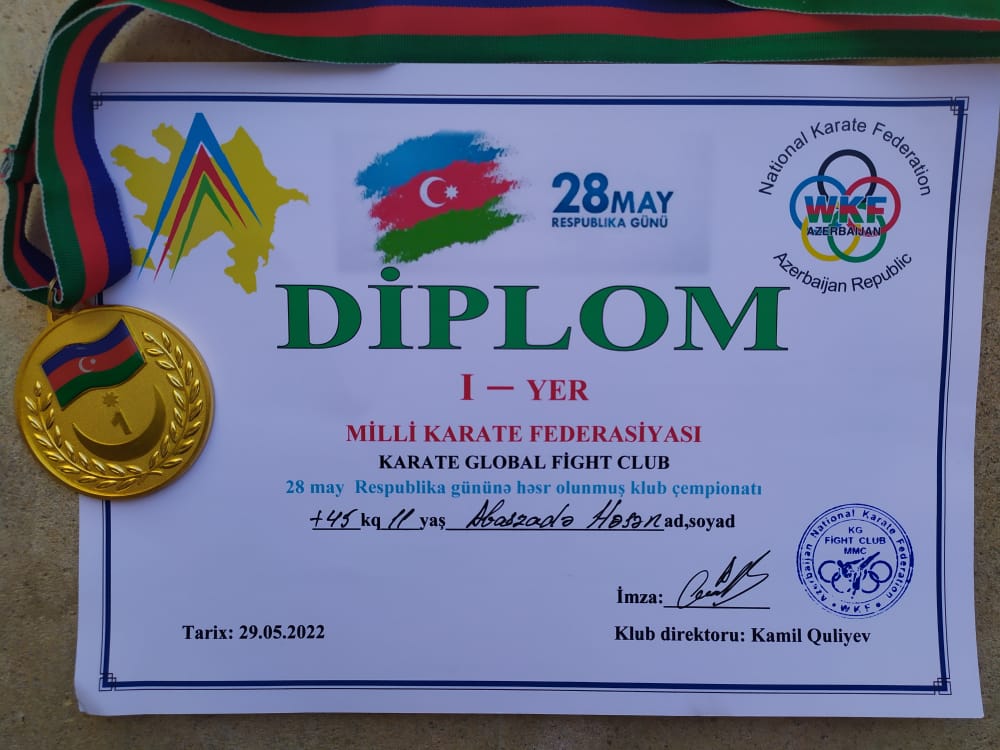 National Karate Federation
28 MAY
RESPUBLIKA GÜNÜ
WKF
AZERBAIJAN
Azerbaijan Republic
DİPLOM
I – YER
MİLLİ KARATE FEDERASİYASI
KARATE GLOBAL FİGHT CLUB
28 may Respublika gününə həsr olunmuş klub çempionatı
+45 kq 11 yaş Abaszadə Həsən ad,soyad
1
Azerbaijan National Karate Federation
KG
FİGHT CLUB
MMC
WKF
İmza:
Tarix: 29.05.2022
Klub direktoru: Kamil Quliyev